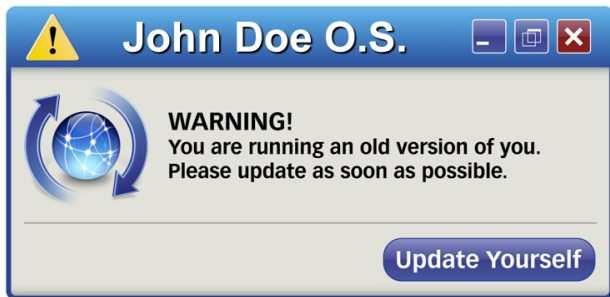 John Doe O.S.
WARNING!
You are running an old version of you.
Please update as soon as possible.
Update Yourself